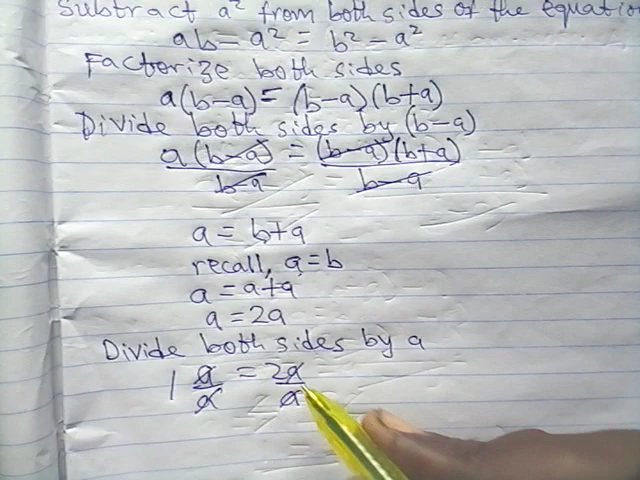 Subtract a² from both sides of the equation
ab - a² = b² - a²
Factorize both sides
a(b-a) = (b-a)(b+a)
Divide both sides by (b-a)
a(b-a) = (b-a)(b+a)
b-a b-a
a = b+a
recall, a=b
a = a+a
a = 2a
Divide both sides by a
1 a = 2a
a a